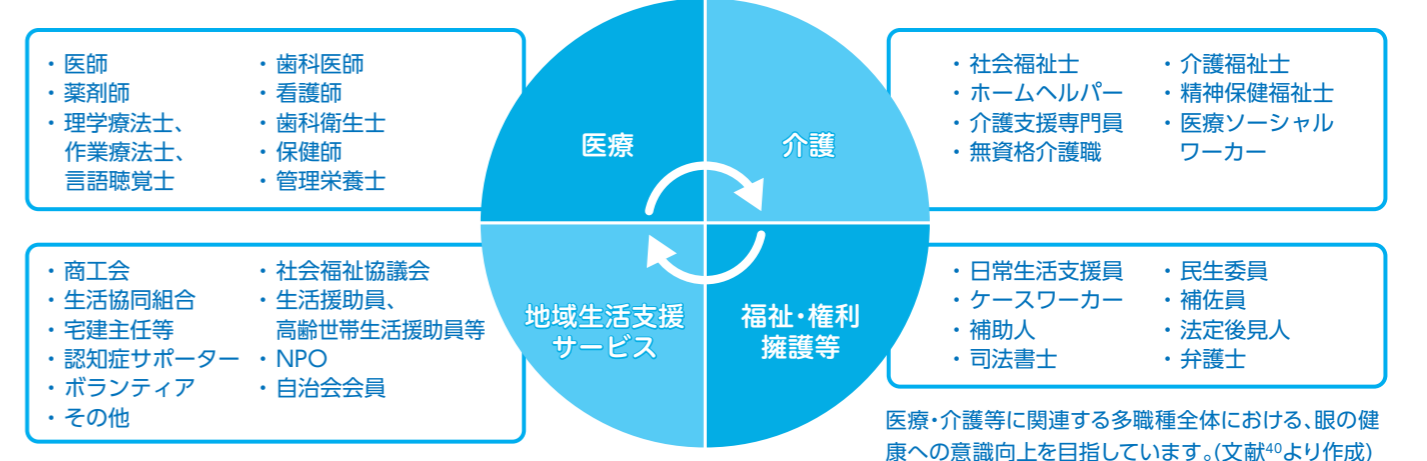 ・医師
・薬剤師
・理学療法士、
作業療法士、
言語聴覚士
・歯科医師
・看護師
・歯科衛生士
・保健師
・管理栄養士
医療
介護
・社会福祉士
・ホームヘルパー
・介護支援専門員
・無資格介護職
・介護福祉士
・精神保健福祉士
・医療ソーシャル
ワーカー
・商工会
・生活協同組合
・宅建主任等
・認知症サポーター
・ボランティア
・その他
・社会福祉協議会
・生活援助員、
高齢世帯生活援助員等
・NPO
・自治会会員
地域生活支援
サービス
福祉・権利
擁護等
・日常生活支援員
・ケースワーカー
・補助人
・司法書士
・民生委員
・補佐員
・法定後見人
・弁護士
医療・介護等に関連する多職種全体における、眼の健
康への意識向上を目指しています。(文献40より作成)